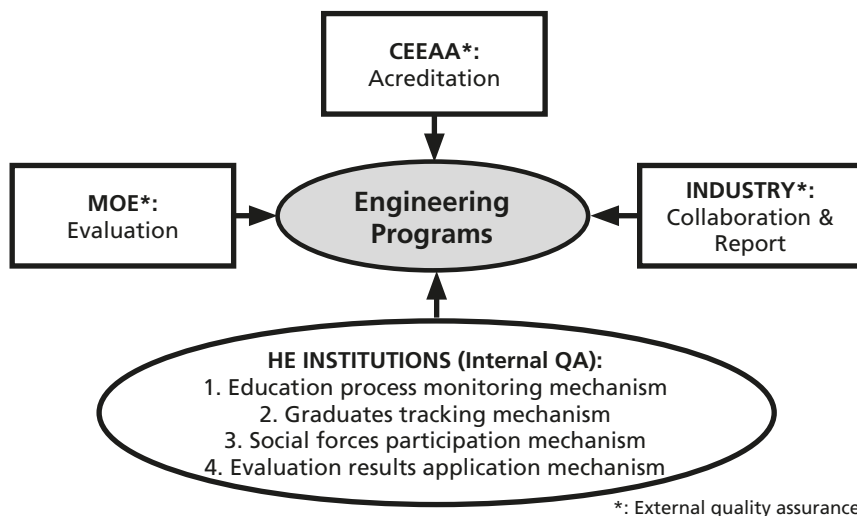 CEEAA*:
Acreditation
MOE*:
Evaluation
Engineering
Programs
INDUSTRY*:
Collaboration &
Report
HE INSTITUTIONS (Internal QA):
1. Education process monitoring mechanism
2. Graduates tracking mechanism
3. Social forces participation mechanism
4. Evaluation results application mechanism
*: External quality assurance